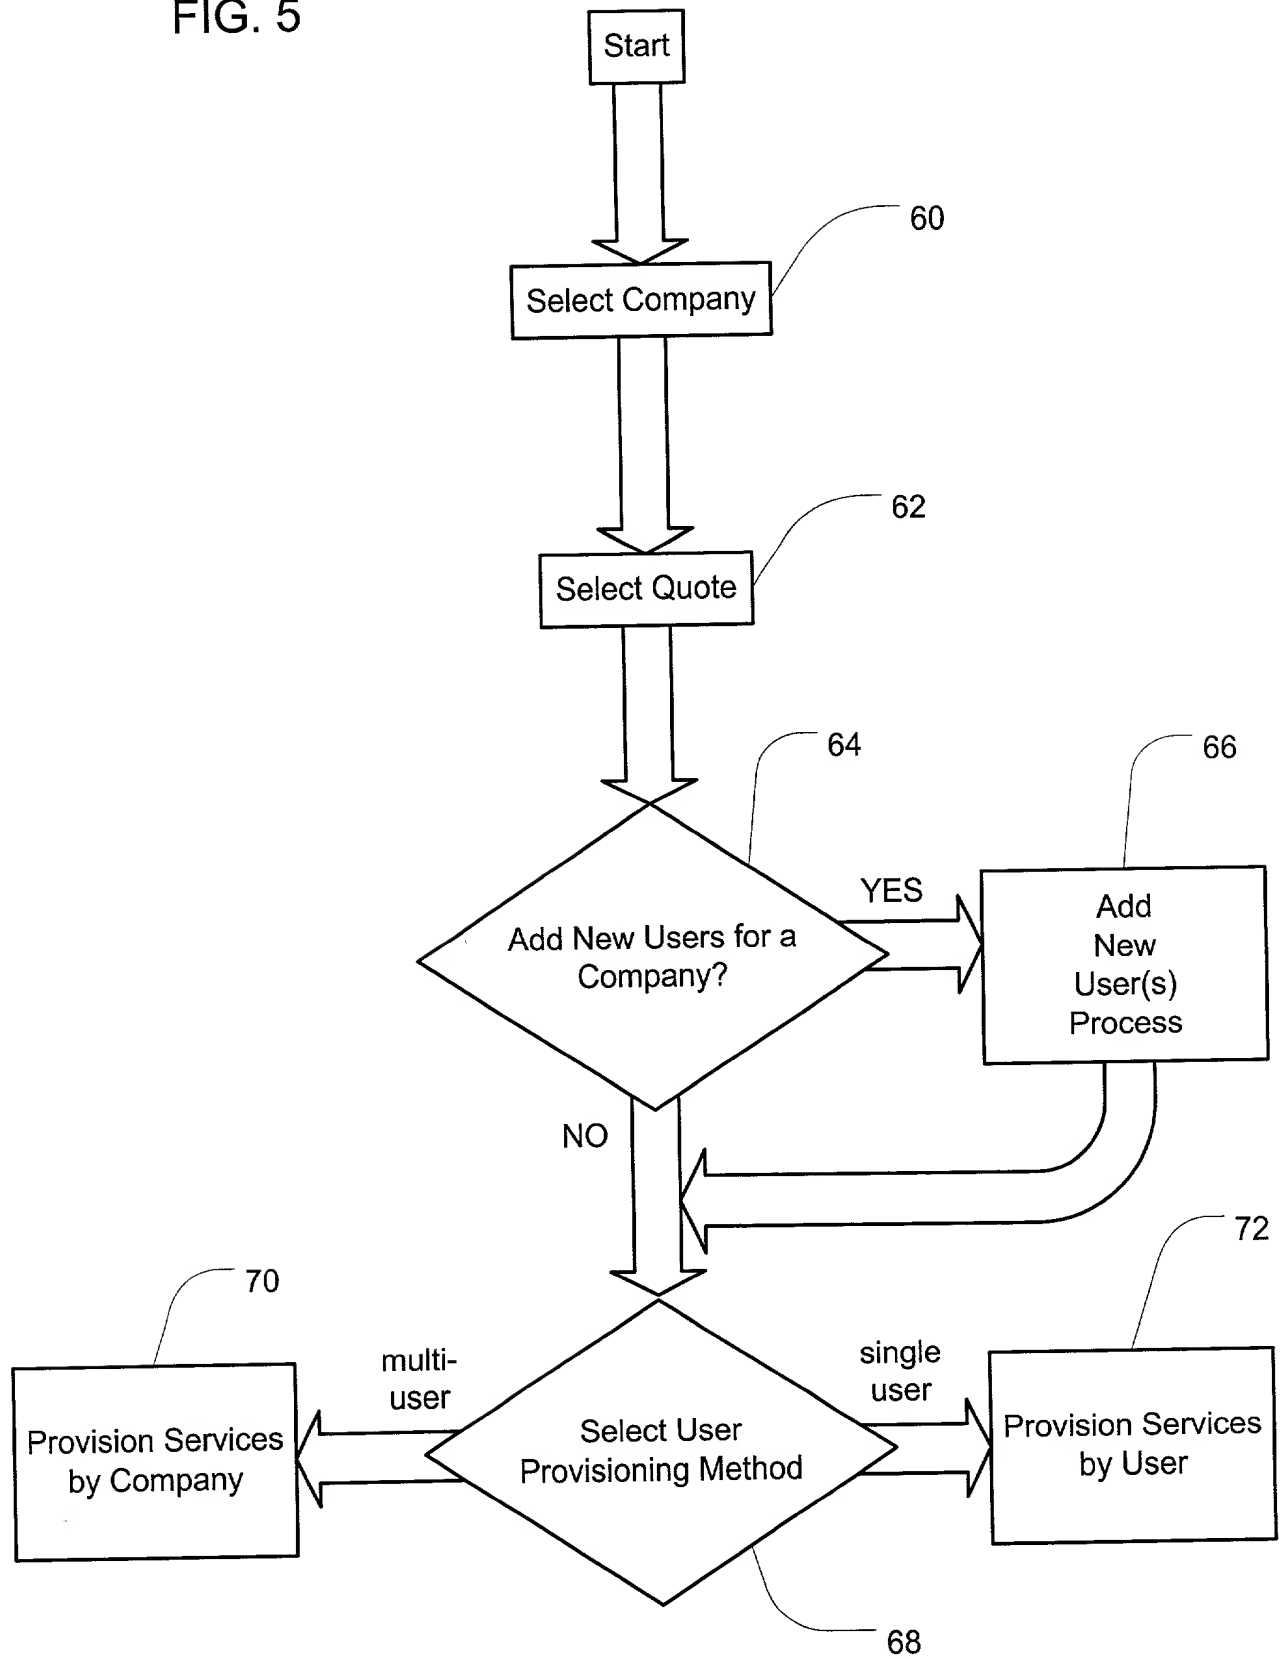 FIG. 5
Start
60
Select Company
62
Select Quote
64
66
Add New Users for a
Company?
YES
Add
New
User(s)
Process
NO
72
70
multi-
user
single
user
Provision Services
by Company
Select User
Provisioning Method
Provision Services
by User
68